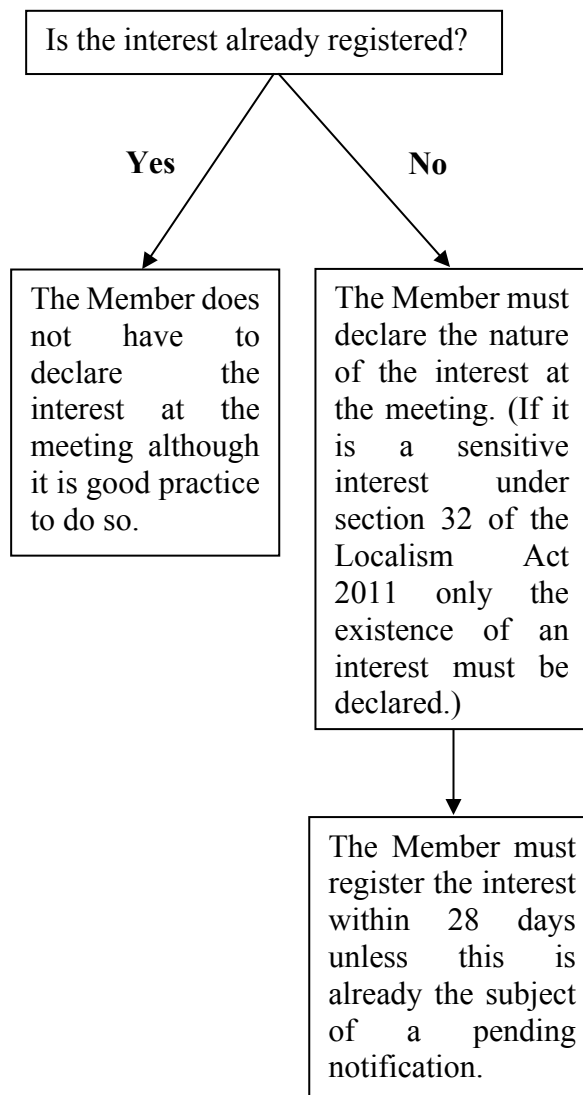 Is the interest already registered?
Yes
No
The Member does
not have to
declare the
interest at the
meeting although
it is good practice
to do so.
The Member must
declare the nature
of the interest at
the meeting. (If it
is a sensitive
interest under
section 32 of the
Localism Act
2011 only the
existence of an
interest must be
declared.)
The Member must
register the interest
within 28 days
unless this is
already the subject
of a pending
notification.